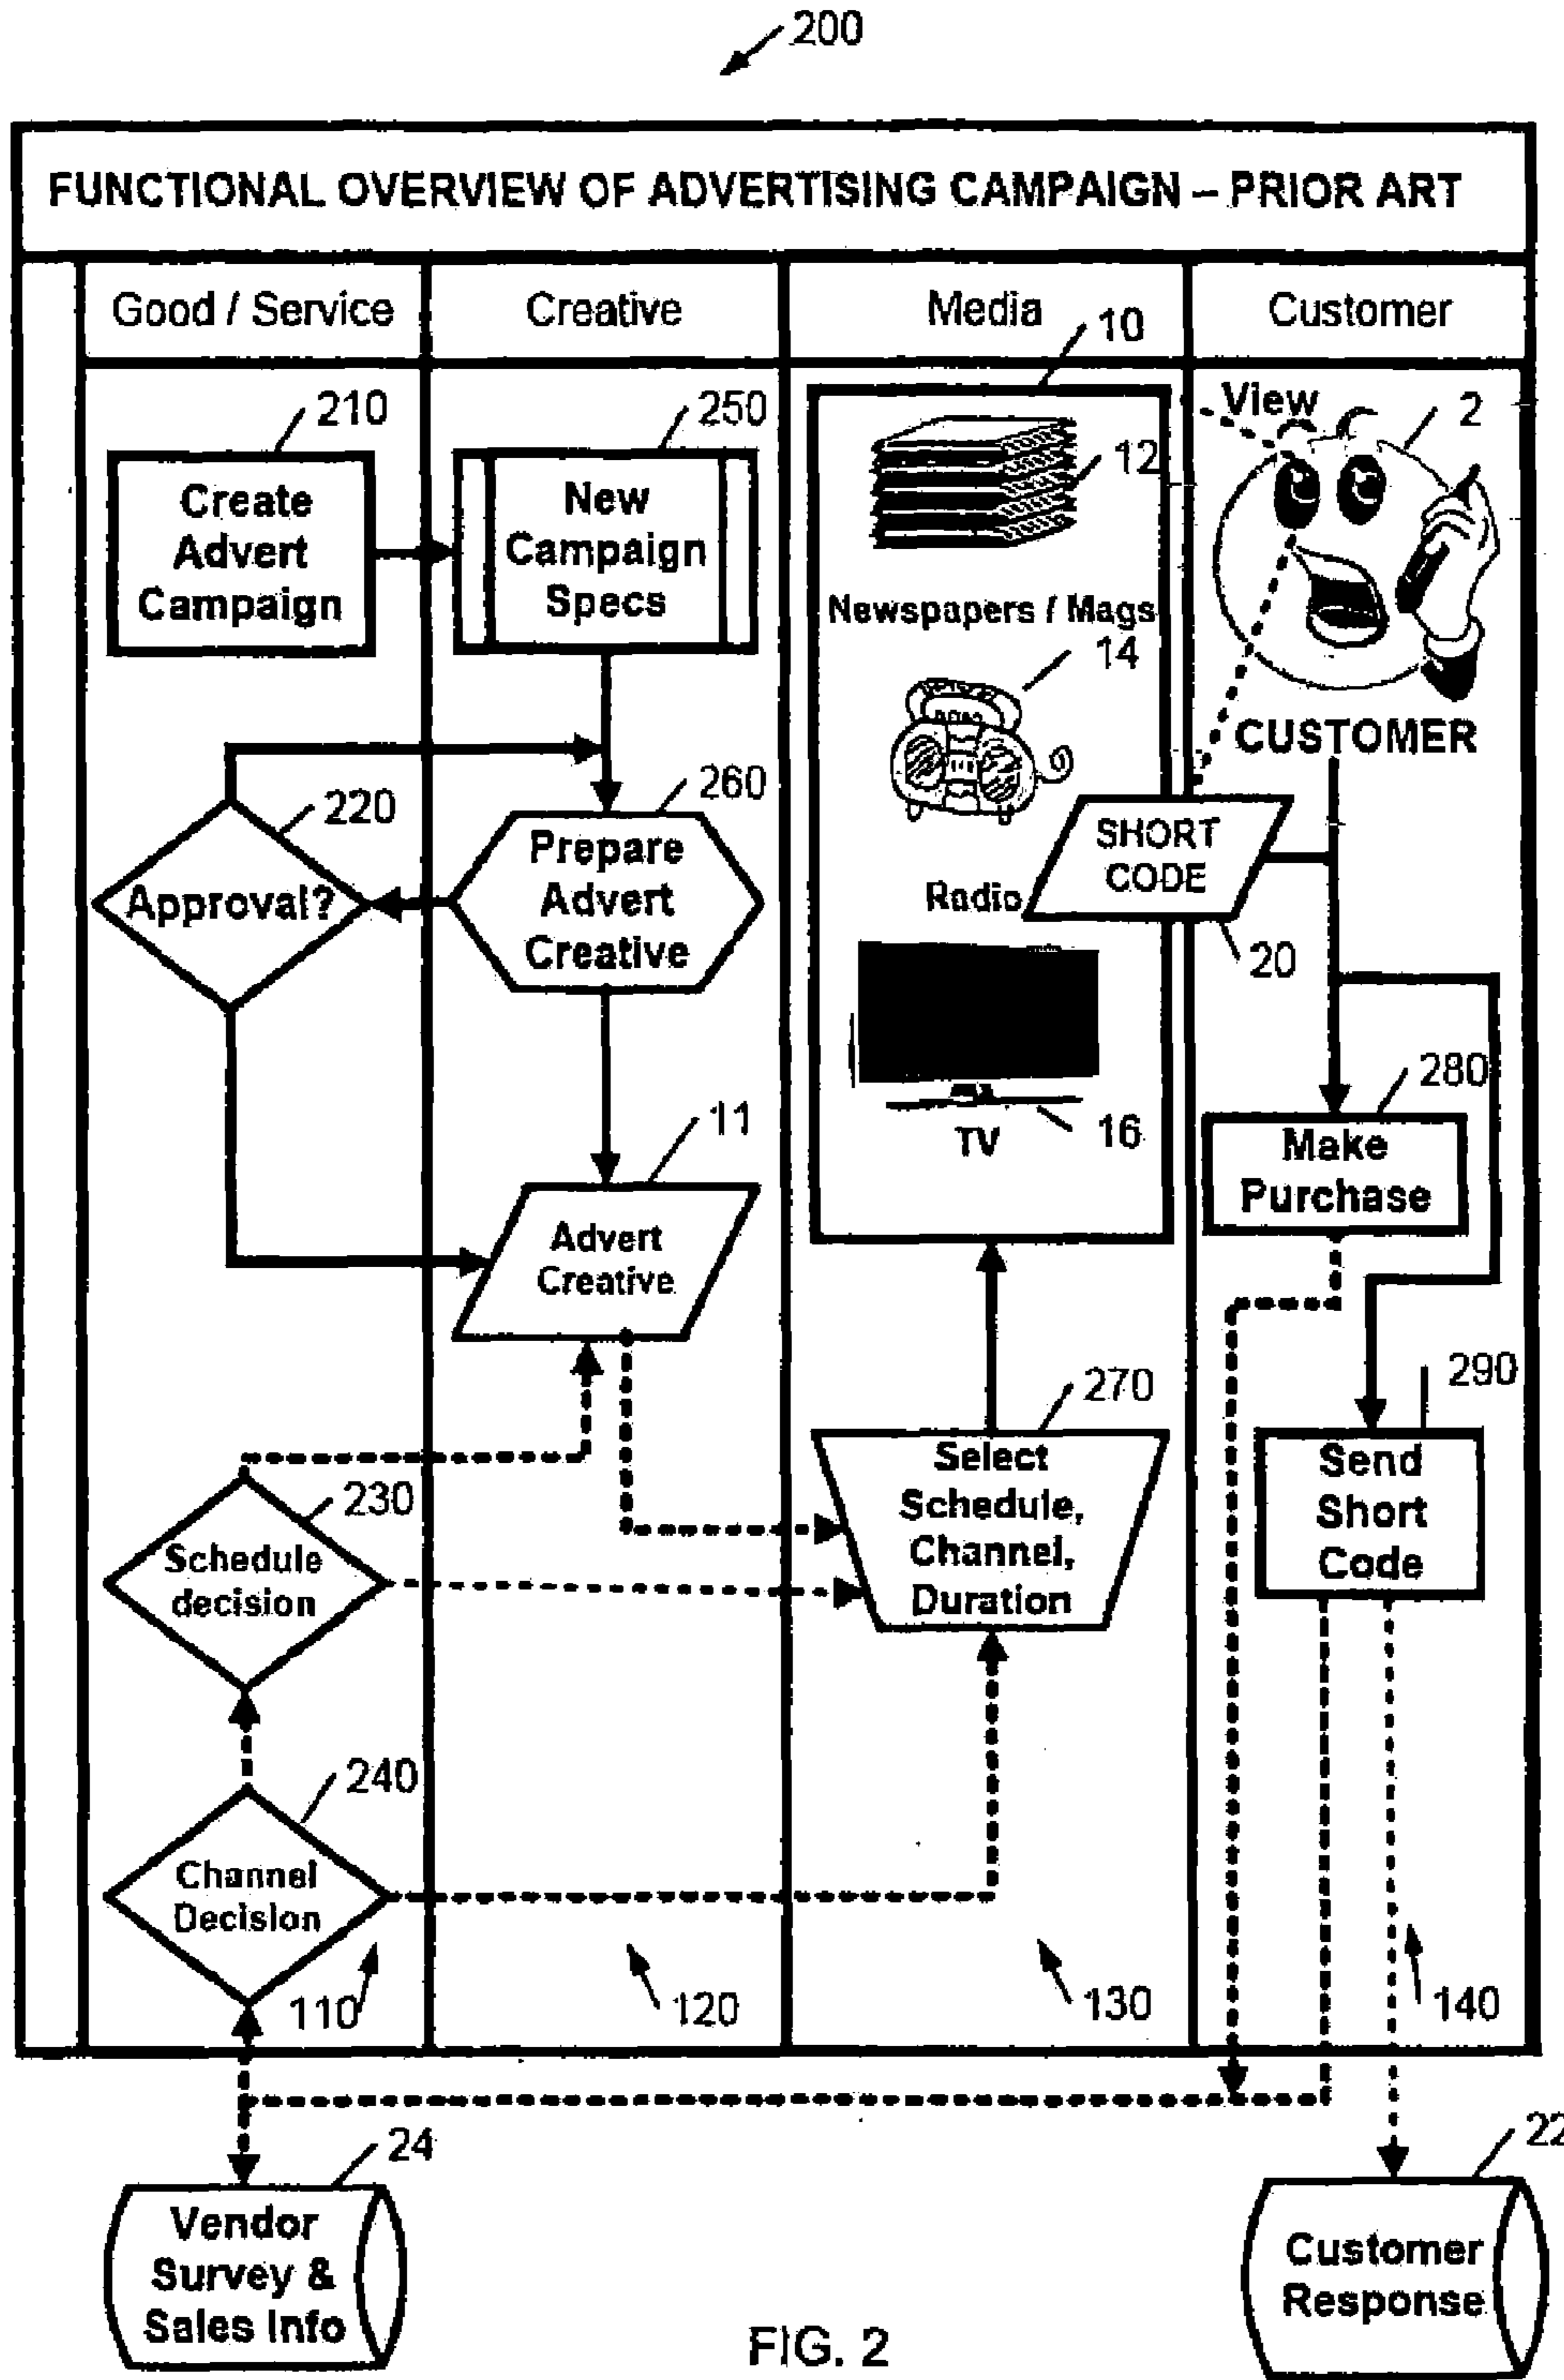 200
FUNCTIONAL OVERVIEW OF ADVERTISING CAMPAIGN – PRIOR ART
Good / Service
Creative
Media
Customer
10
210
250
View
2
Create
Advert
Campaign
New
Campaign
Specs
12
Newspapers / Mags
14
CUSTOMER
220
260
Approval?
Prepare
Advert
Creative
SHORT
CODE
Radio
20
280
11
16
TV
Make
Purchase
Advert
Creative
270
290
230
Select
Schedule,
Channel,
Duration
Send
Short
Code
Schedule
decision
240
Channel
Decision
110
120
130
140
24
22
Vendor
Survey &
Sales Info
Customer
Response
FIG. 2